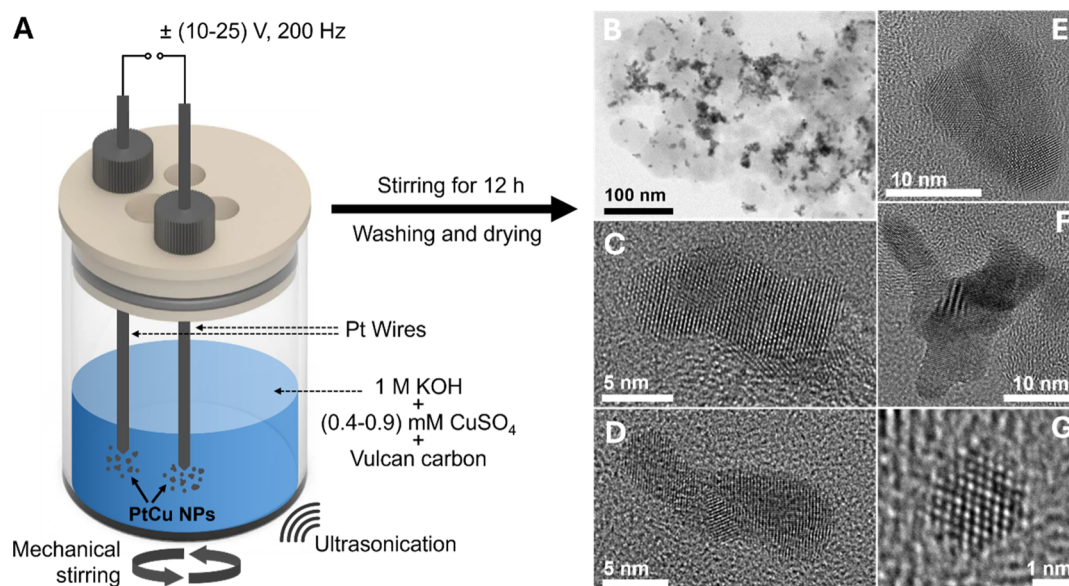 A
± (10-25) V, 200 Hz
Stirring for 12 h
Washing and drying
Pt Wires
1 M KOH
+
(0.4-0.9) mM CuSO₄
+
Vulcan carbon
PtCu NPs
Ultrasonication
Mechanical
stirring
B
100 nm
C
5 nm
D
5 nm
E
10 nm
F
10 nm
G
1 nm